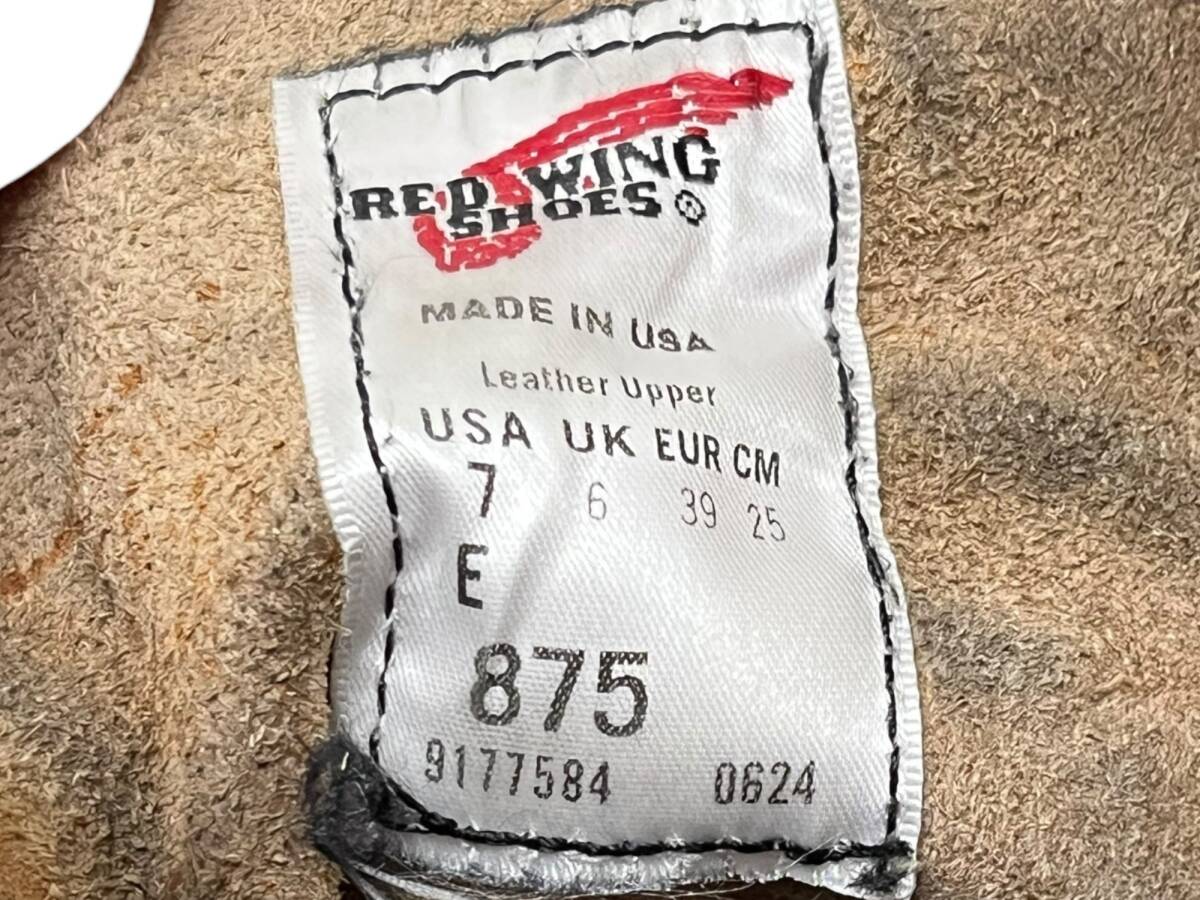 RED WING
SHOES ®
MADE IN USA
Leather Upper
USA UK EUR CM
7 6 39 25
E
875
9177584 0624